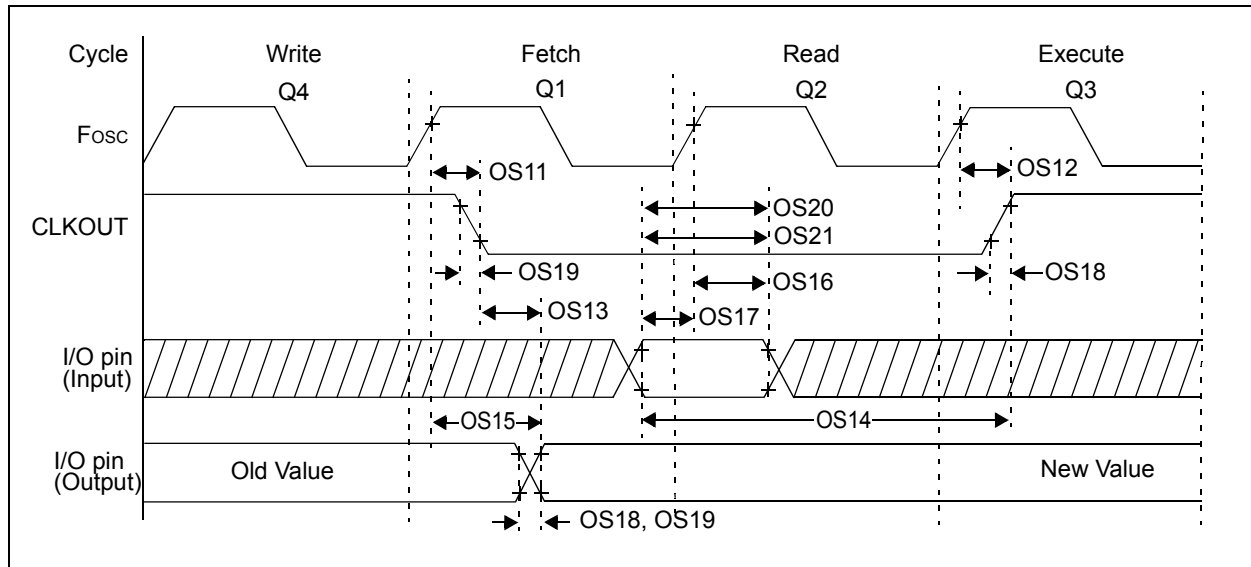 Cycle Write Fetch Read Execute
Q4 Q1 Q2 Q3
FOSC
OS11 OS12
OS20
CLKOUT
OS21
OS19 OS16 OS18
OS13 OS17
I/O pin
(Input)
OS15 OS14
I/O pin
(Output)
Old Value New Value
OS18, OS19